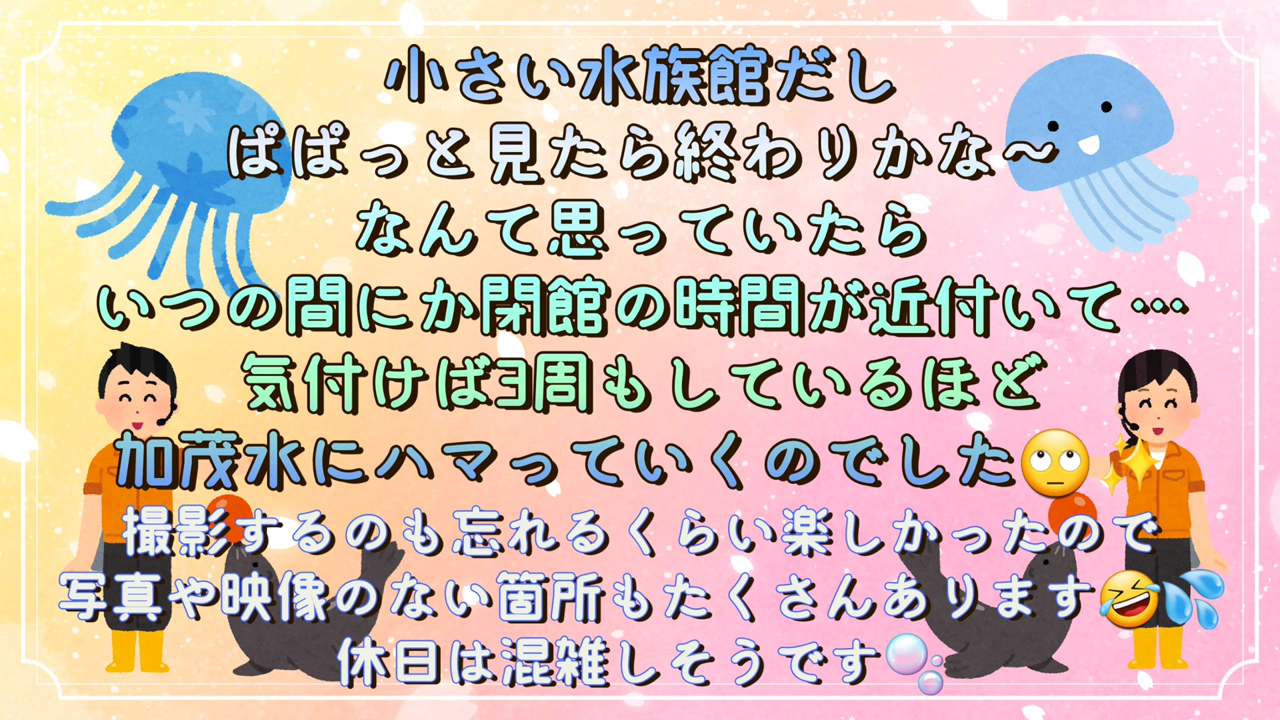 小さい水族館だし
ぱぱっと見たら終わりかな～
なんて思っていたら
いつの間にか閉館の時間が近付いて…
気付けば3周もしているほど
加茂水にハマっていくのでした🙄✨
撮影するのも忘れるくらい楽しかったので
写真や映像のない箇所もたくさんあります🤣💦
休日は混雑しそうです🫧